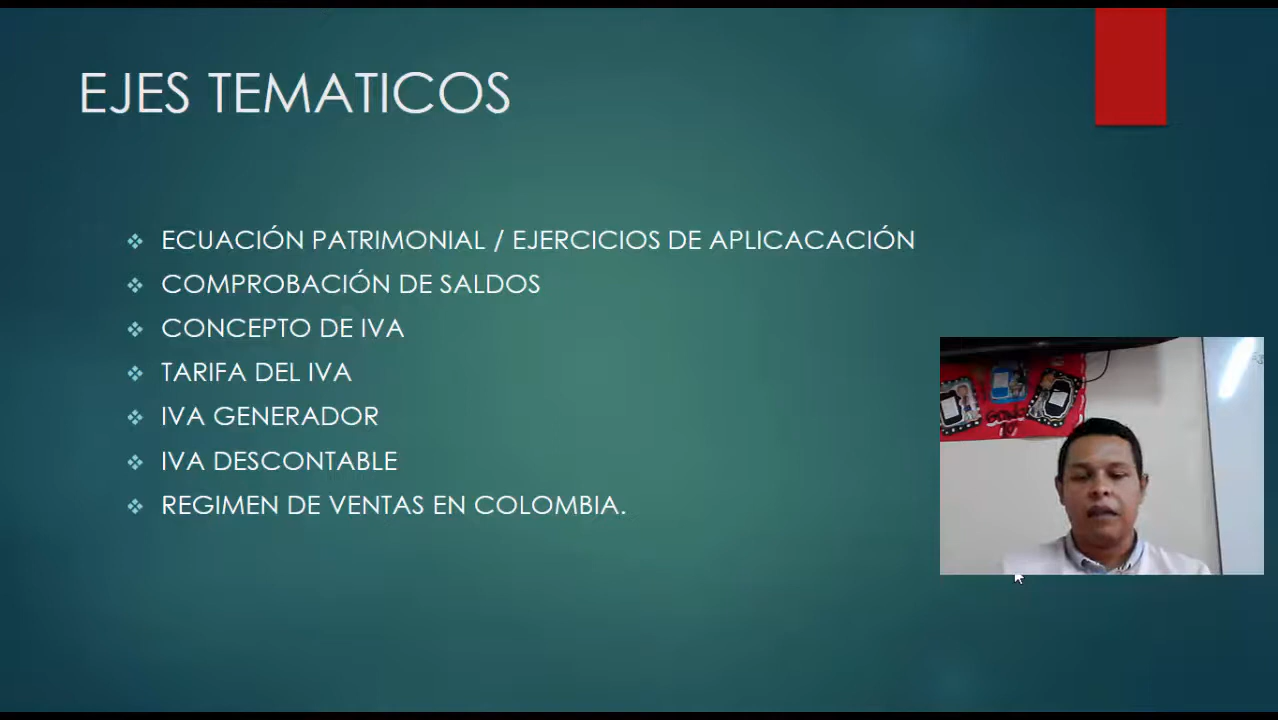 EJES TEMATICOS
ECUACIÓN PATRIMONIAL / EJERCICIOS DE APLICACACIÓN
COMPROBACIÓN DE SALDOS
CONCEPTO DE IVA
TARIFA DEL IVA
IVA GENERADOR
IVA DESCONTABLE
REGIMEN DE VENTAS EN COLOMBIA.